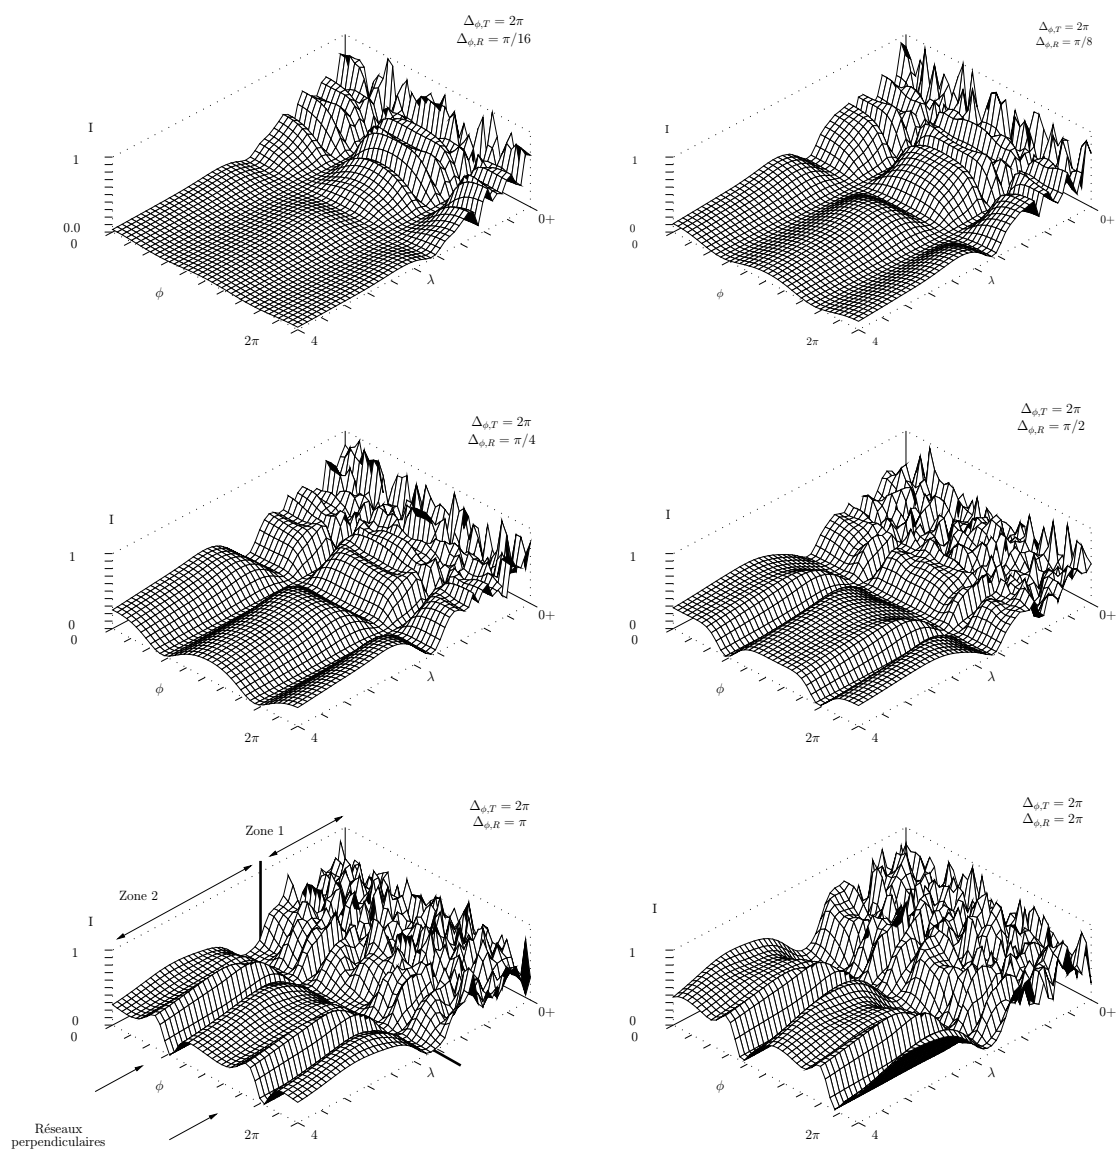 Δϕ,T = 2π
Δϕ,R = π/16
I
1
0.0
0
ϕ
2π
4
λ
0+
Δϕ,T = 2π
Δϕ,R = π/8
I
1
0
0
ϕ
2π
4
λ
0+
Δϕ,T = 2π
Δϕ,R = π/4
I
1
0
0
ϕ
2π
4
λ
0+
Δϕ,T = 2π
Δϕ,R = π/2
I
1
0
0
ϕ
2π
4
λ
0+
Δϕ,T = 2π
Δϕ,R = π
Zone 1
Zone 2
I
1
0
0
ϕ
2π
4
λ
0+
Réseaux
perpendiculaires
Δϕ,T = 2π
Δϕ,R = 2π
I
1
0
0
ϕ
2π
4
λ
0+